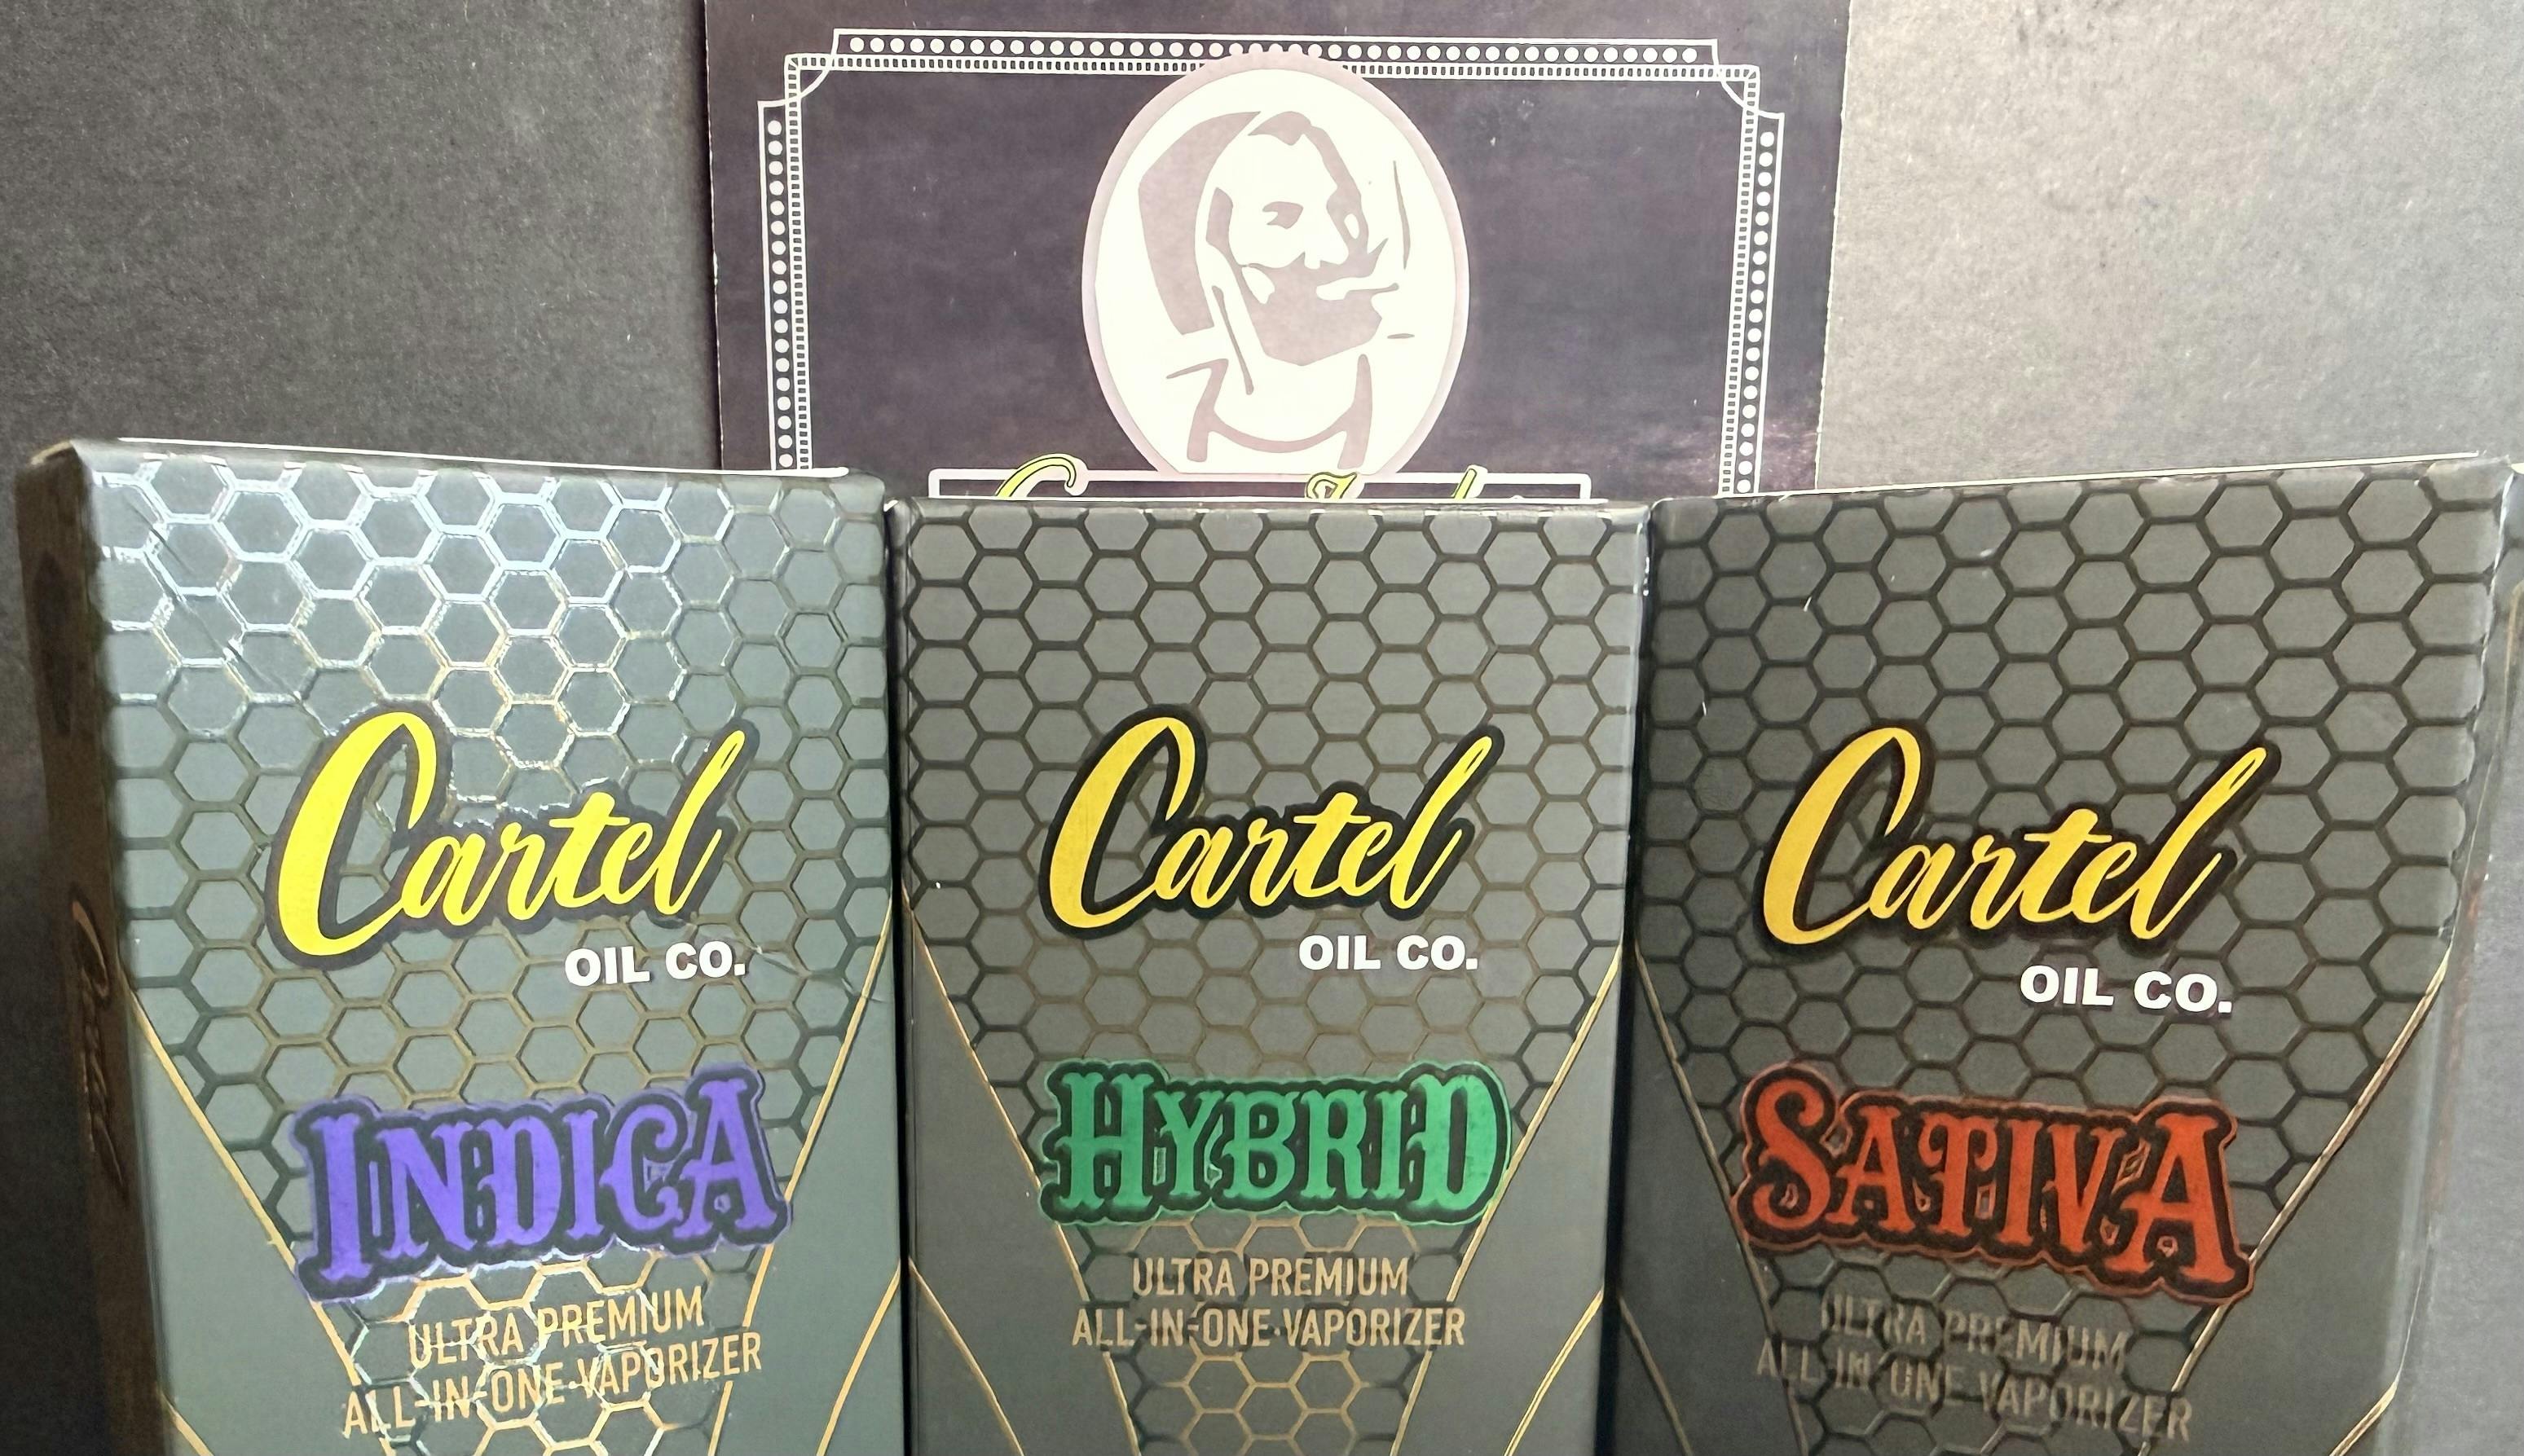 Cartel
OIL CO.
INDICA
ULTRA PREMIUM
ALL-IN-ONE VAPORIZER
Cartel
OIL CO.
HYBRID
ULTRA PREMIUM
ALL-IN-ONE VAPORIZER
Cartel
OIL CO.
SATIVA
ULTRA PREMIUM
ALL-IN-ONE VAPORIZER